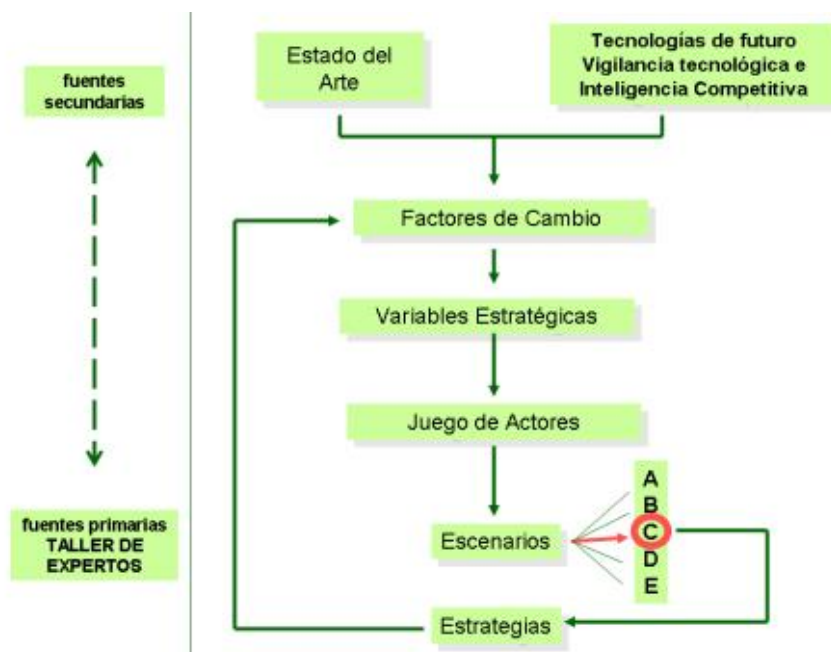 fuentes
secundarias
fuentes primarias
TALLER DE
EXPERTOS
Estado del
Arte
Tecnologías de futuro
Vigilancia tecnológica e
Inteligencia Competitiva
Factores de Cambio
Variables Estratégicas
Juego de Actores
Escenarios
A
B
C
D
E
Estrategias